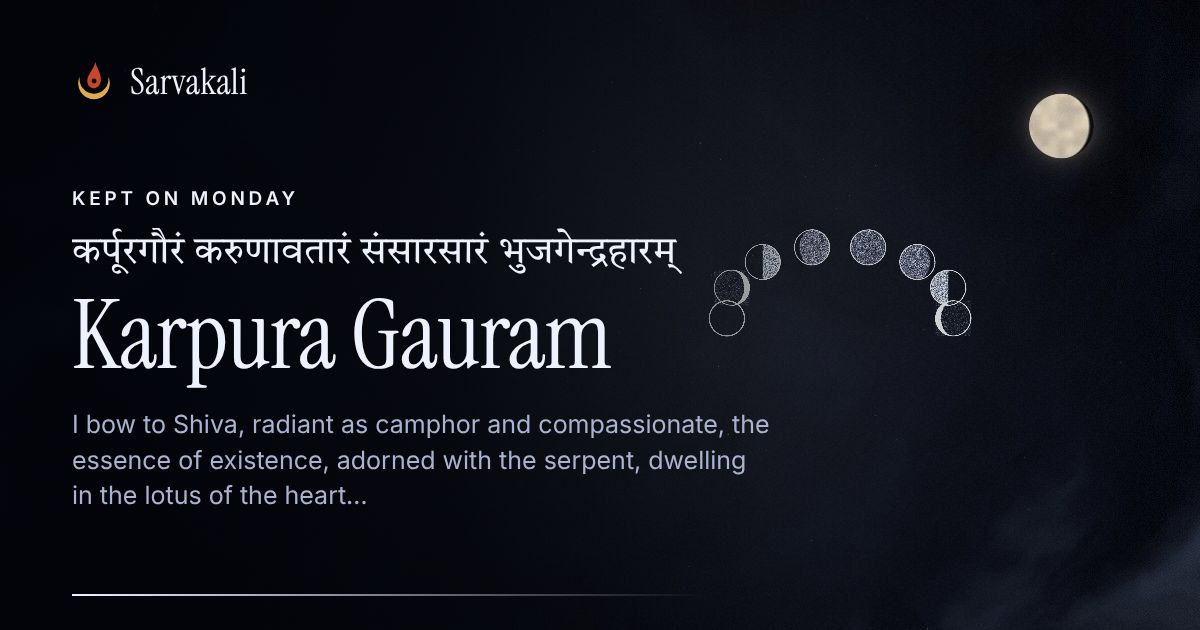 Sarvakali
KEPT ON MONDAY
कर्पूरगौरं करुणावतारं संसारसारं भुजगेन्द्रहारम्
Karpura Gauram
I bow to Shiva, radiant as camphor and compassionate, the
essence of existence, adorned with the serpent, dwelling
in the lotus of the heart...